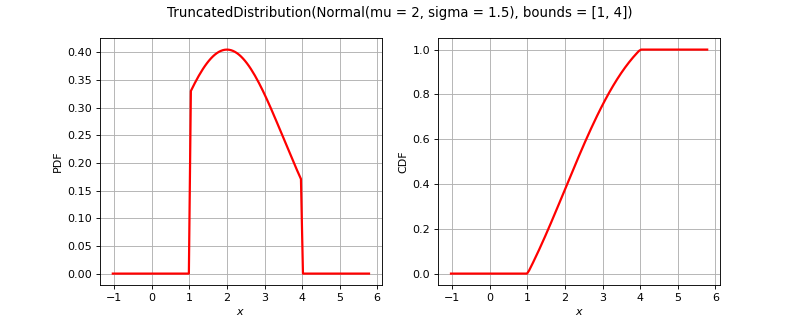 TruncatedDistribution(Normal(mu = 2, sigma = 1.5), bounds = [1, 4])
PDF
0.40
0.35
0.30
0.25
0.20
0.15
0.10
0.05
0.00
−1 0 1 2 3 4 5 6
x
CDF
1.0
0.8
0.6
0.4
0.2
0.0
−1 0 1 2 3 4 5 6
x